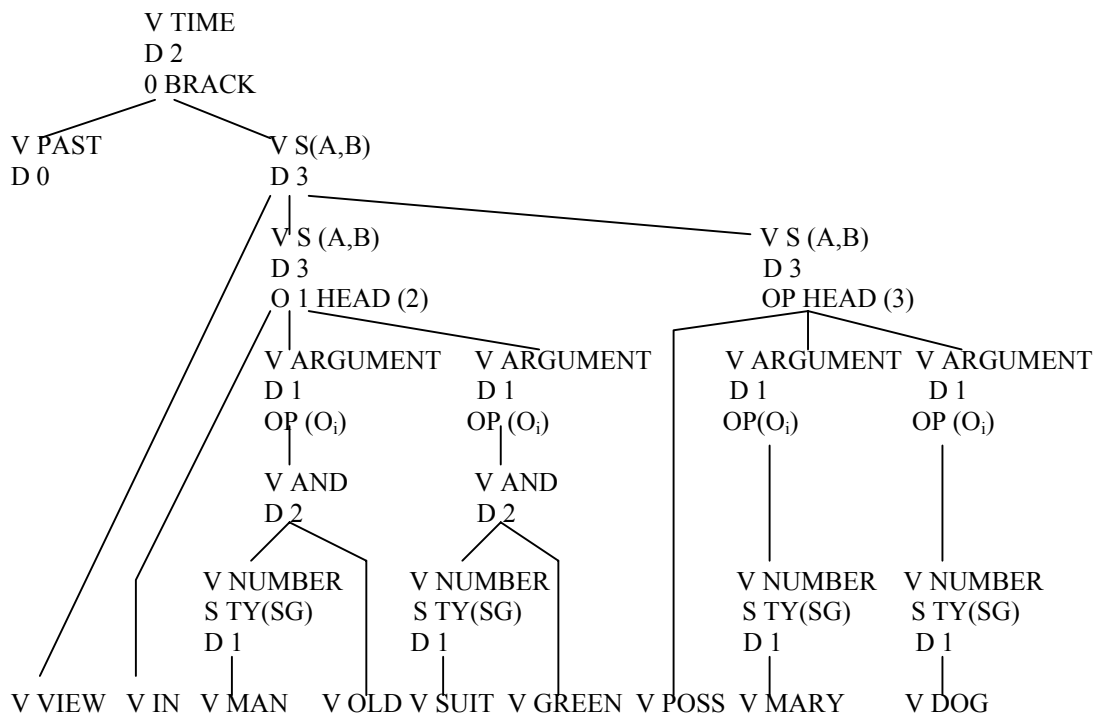 V TIME
D 2
0 BRACK
V PAST V S(A,B)
D 0 D 3
V S (A,B) V S (A,B)
D 3 D 3
O 1 HEAD (2) OP HEAD (3)
V ARGUMENT V ARGUMENT V ARGUMENT V ARGUMENT
D 1 D 1 D 1 D 1
OP (Oi) OP (Oi) OP(Oi) OP (Oi)
V AND V AND
D 2 D 2
V NUMBER V NUMBER V NUMBER V NUMBER
S TY(SG) S TY(SG) S TY(SG) S TY(SG)
D 1 D 1 D 1 D 1
V VIEW V IN V MAN V OLD V SUIT V GREEN V POSS V MARY V DOG